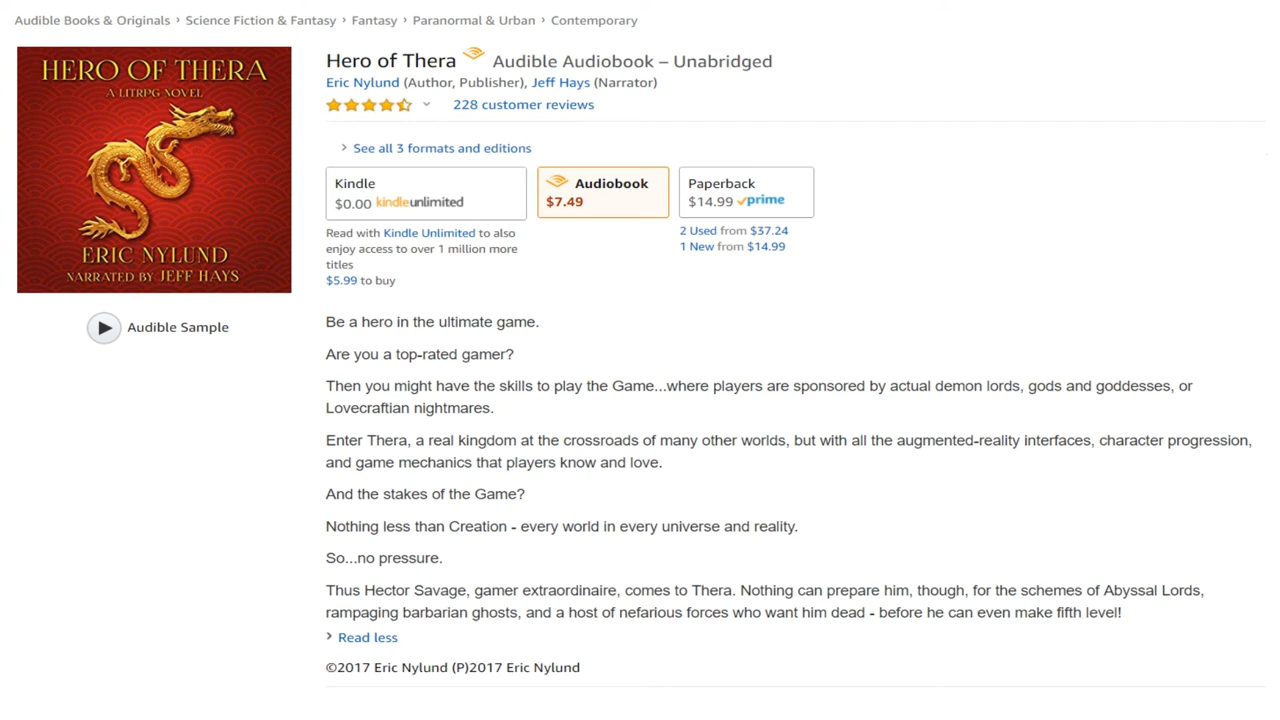 Audible Books & Originals › Science Fiction & Fantasy › Fantasy › Paranormal & Urban › Contemporary
HERO OF THERA
A LITRPG NOVEL
ERIC NYLUND
NARRATED BY JEFF HAYS
Audible Sample
Hero of Thera Audible Audiobook – Unabridged
Eric Nylund (Author, Publisher), Jeff Hays (Narrator)
228 customer reviews
› See all 3 formats and editions
Kindle
$0.00 kindleunlimited
Read with Kindle Unlimited to also
enjoy access to over 1 million more
titles
$5.99 to buy
Audiobook
$7.49
Paperback
$14.99 prime
2 Used from $37.24
1 New from $14.99
Be a hero in the ultimate game.
Are you a top-rated gamer?
Then you might have the skills to play the Game...where players are sponsored by actual demon lords, gods and goddesses, or
Lovecraftian nightmares.
Enter Thera, a real kingdom at the crossroads of many other worlds, but with all the augmented-reality interfaces, character progression,
and game mechanics that players know and love.
And the stakes of the Game?
Nothing less than Creation - every world in every universe and reality.
So...no pressure.
Thus Hector Savage, gamer extraordinaire, comes to Thera. Nothing can prepare him, though, for the schemes of Abyssal Lords,
rampaging barbarian ghosts, and a host of nefarious forces who want him dead - before he can even make fifth level!
› Read less
©2017 Eric Nylund (P)2017 Eric Nylund